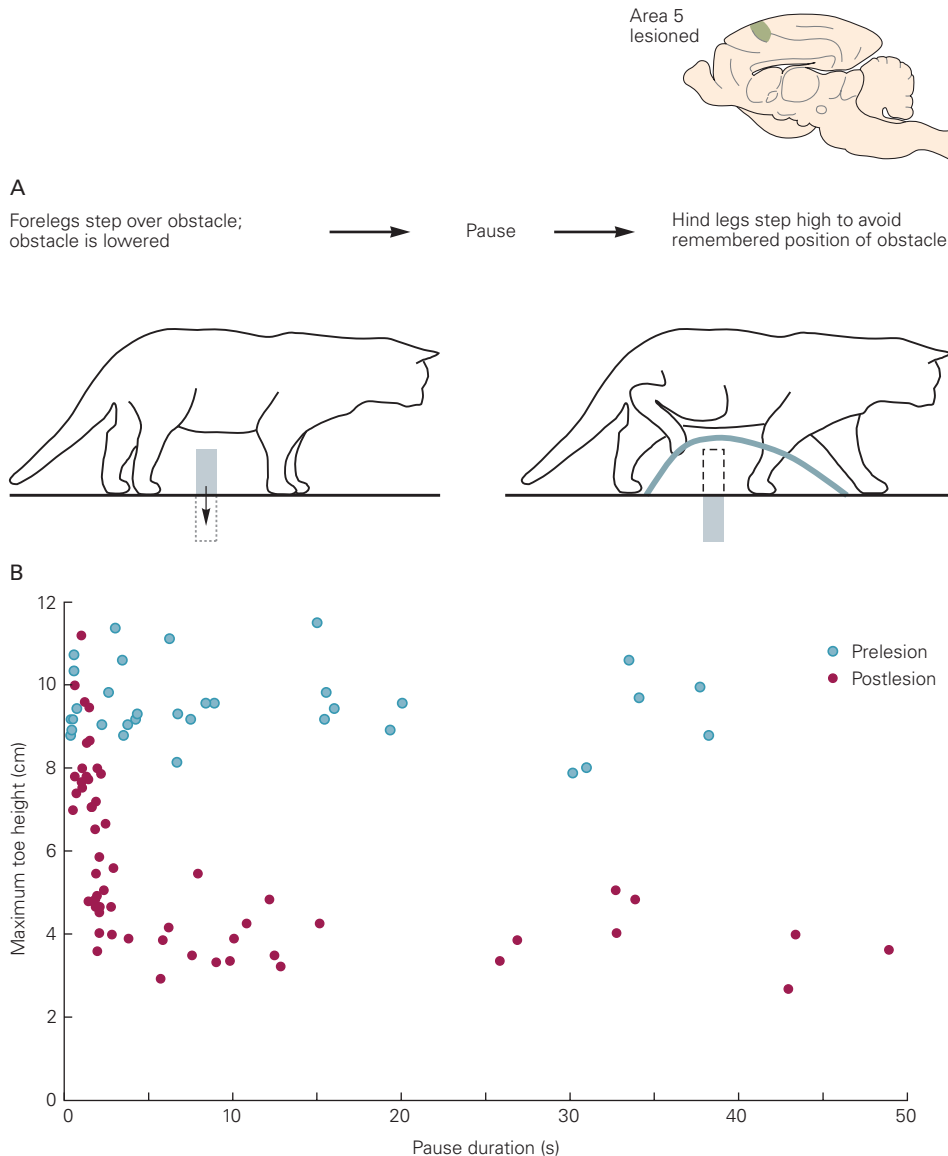 Area 5
lesioned
A
Forelegs step over obstacle;
obstacle is lowered
Pause
Hind legs step high to avoid
remembered position of obstacle
B
Maximum toe height (cm)
12
10
8
6
4
2
0
Prelesion
Postlesion
0
10
20
30
40
50
Pause duration (s)